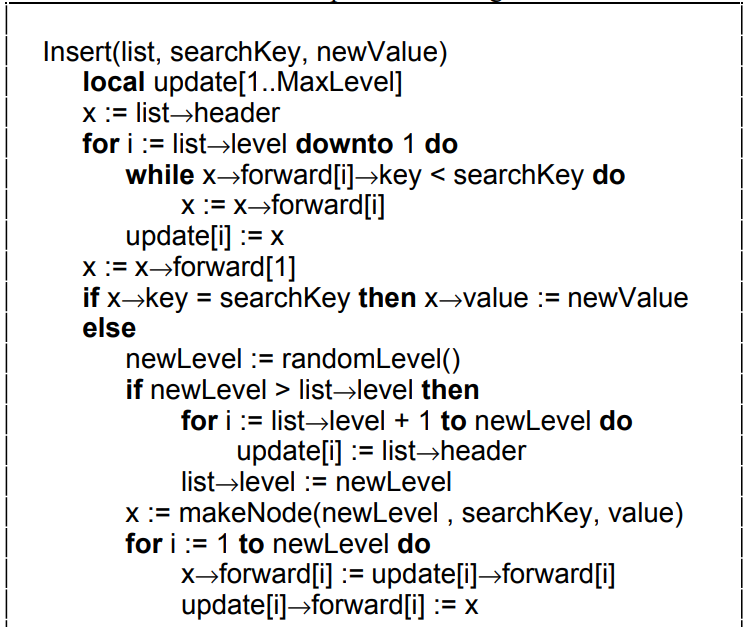 Insert(list, searchKey, newValue)
local update[1..MaxLevel]
x := list→header
for i := list→level downto 1 do
while x→forward[i]→key < searchKey do
x := x→forward[i]
update[i] := x
x := x→forward[1]
if x→key = searchKey then x→value := newValue
else
newLevel := randomLevel()
if newLevel > list→level then
for i := list→level + 1 to newLevel do
update[i] := list→header
list→level := newLevel
x := makeNode(newLevel , searchKey, value)
for i := 1 to newLevel do
x→forward[i] := update[i]→forward[i]
update[i]→forward[i] := x